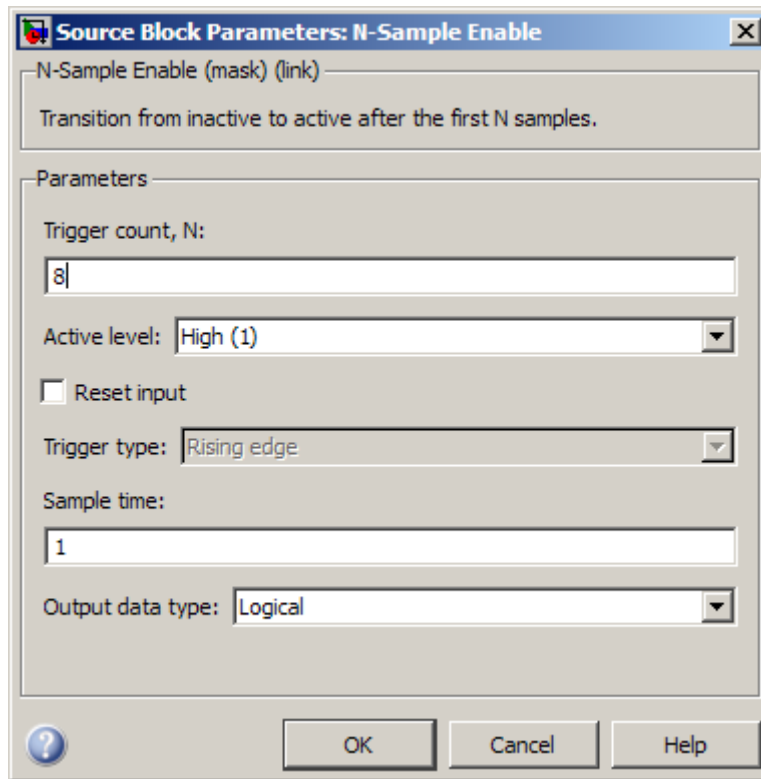 Source Block Parameters: N-Sample Enable
N-Sample Enable (mask) (link)
Transition from inactive to active after the first N samples.
Parameters
Trigger count, N:
8
Active level: High (1)
Reset input
Trigger type: Rising edge
Sample time:
1
Output data type: Logical
OK Cancel Help